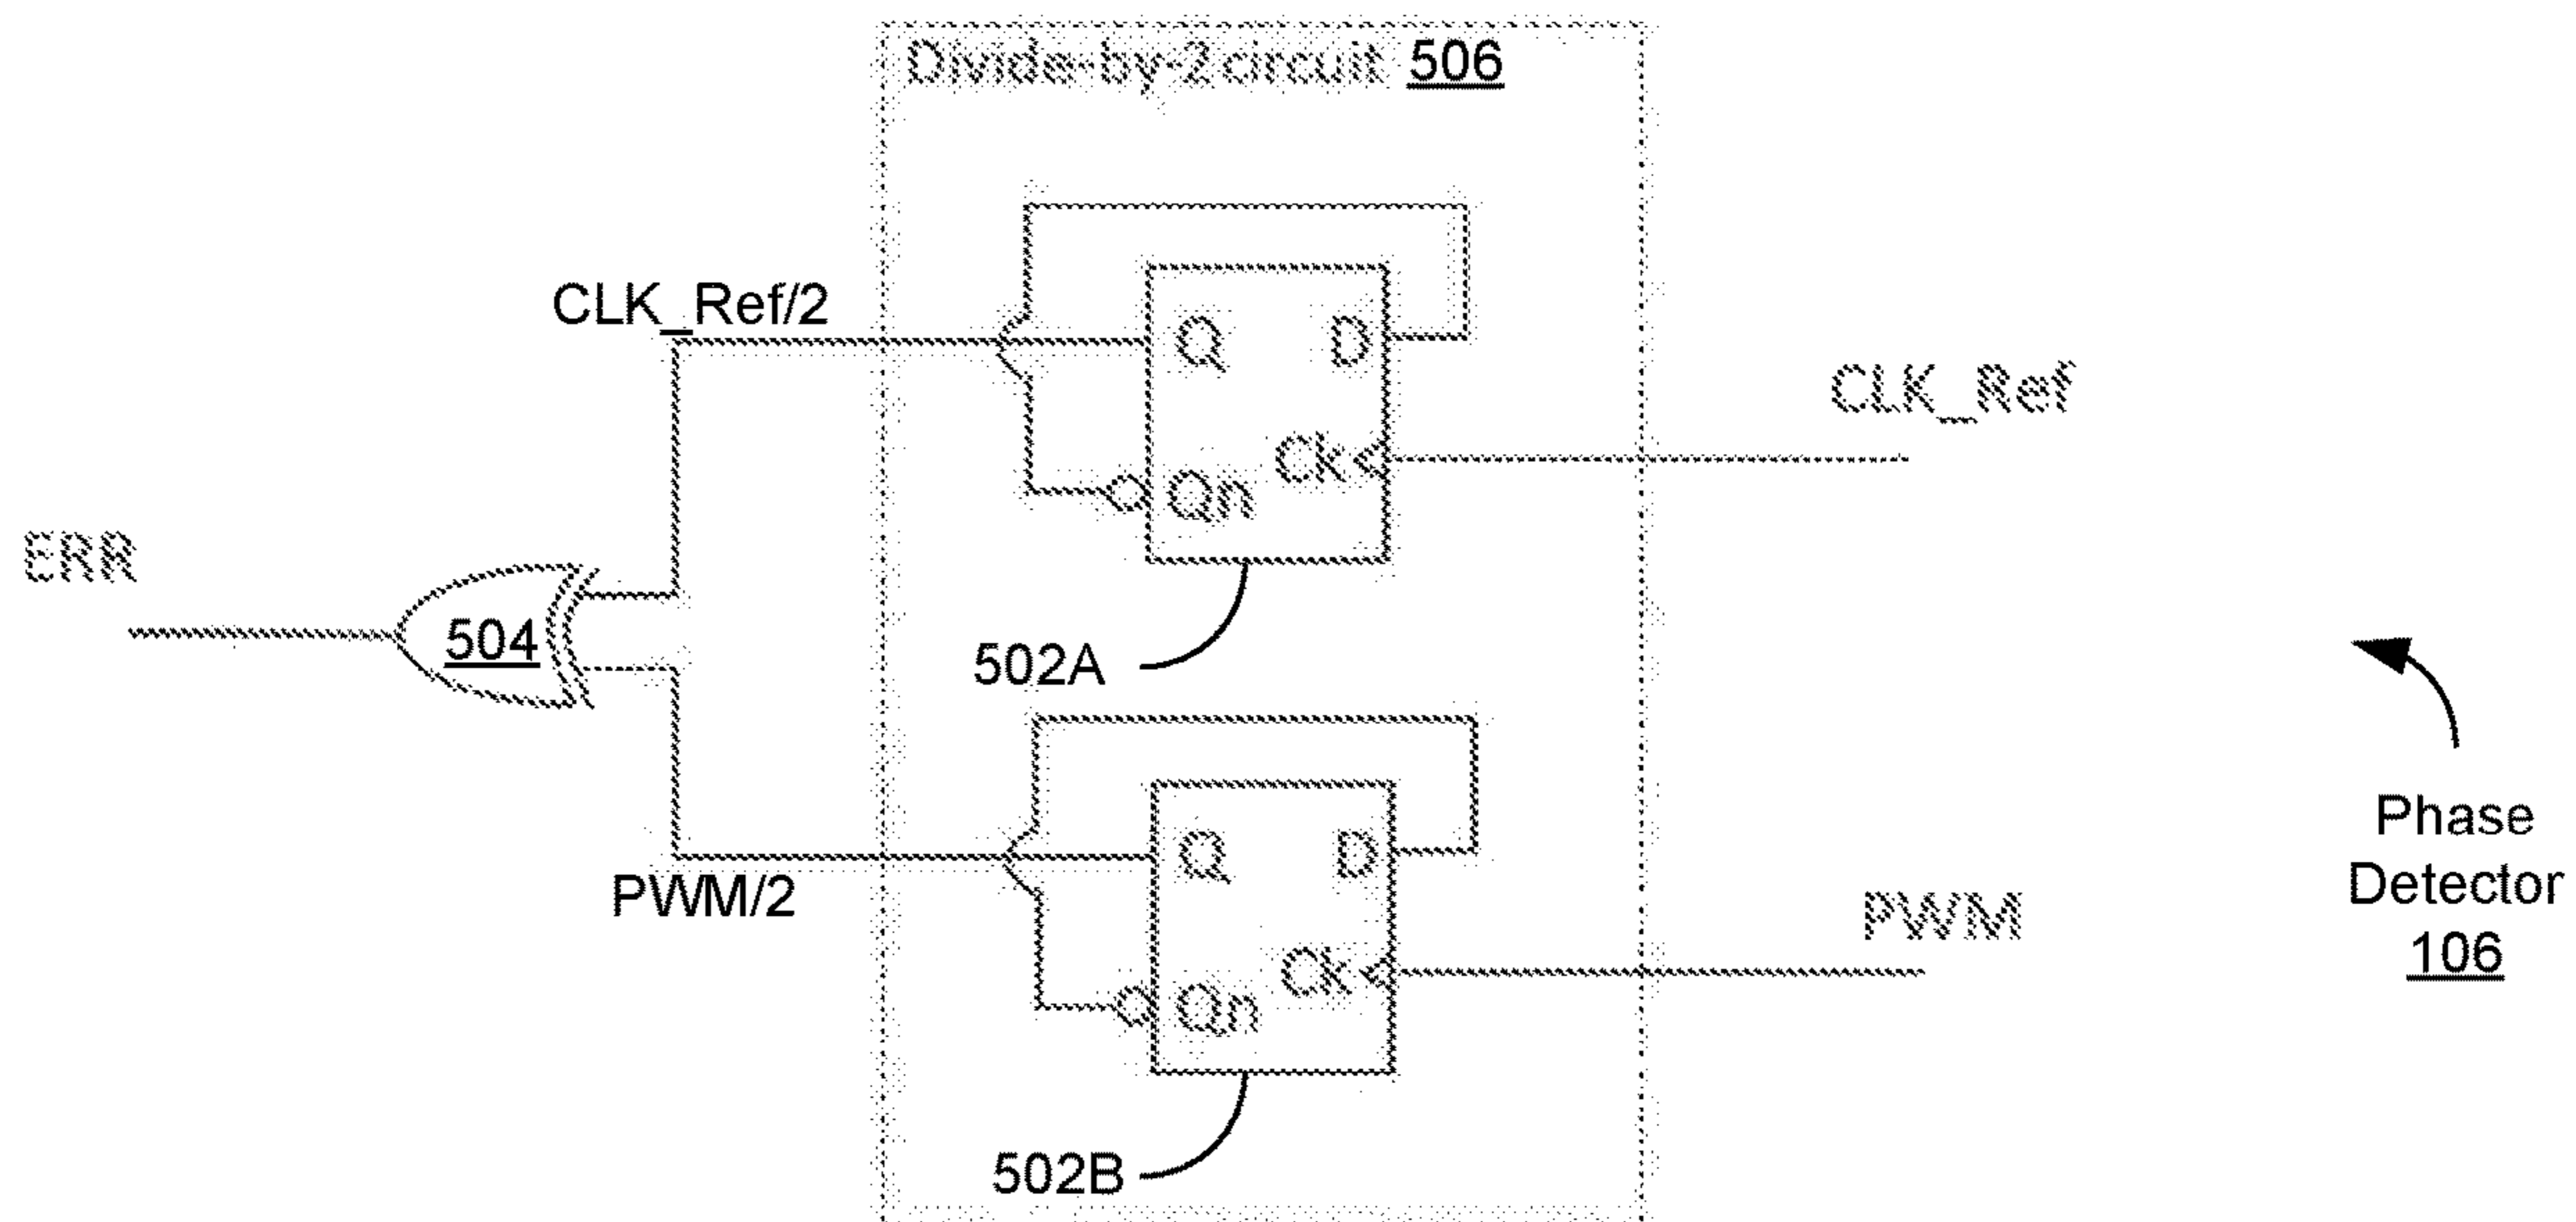 Divide-by-2 circuit 506
CLK_Ref/2
Q
D
CLK_Ref
Ck
Qn
ERR
504
502A
Phase
Detector
106
Q
D
PWM/2
PWM
Ck
Qn
502B